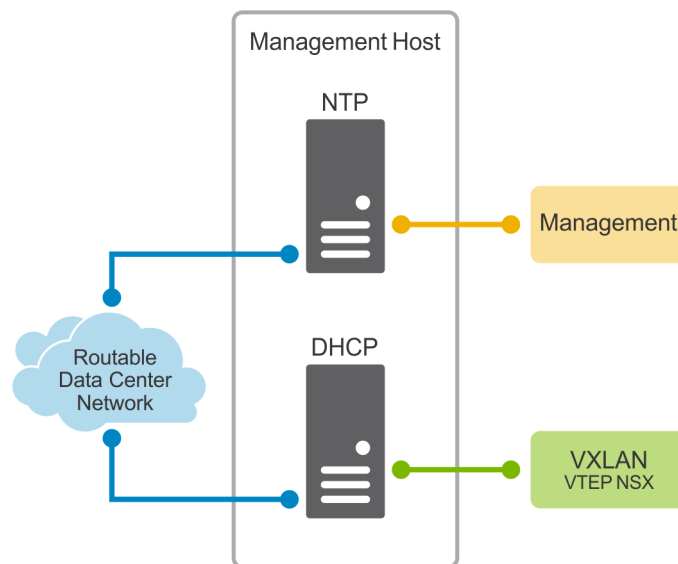 Management Host
NTP
Management
Routable
Data Center
Network
DHCP
VXLAN
VTEP NSX